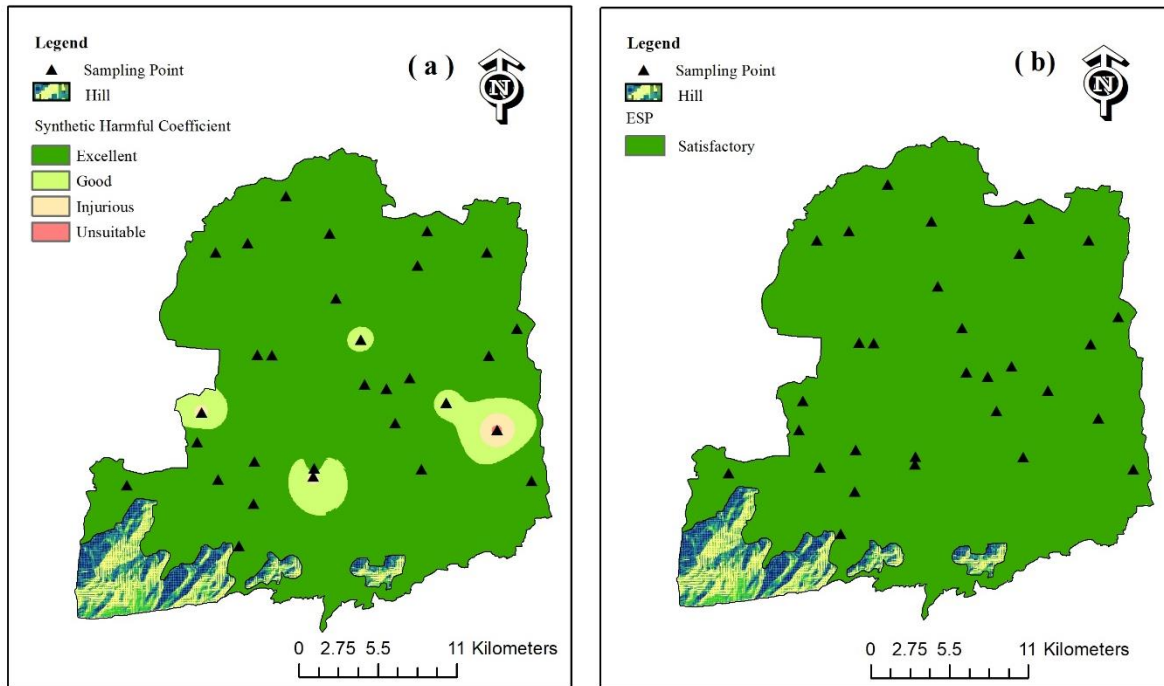 Legend
( a )
Sampling Point
N
Hill
Synthetic Harmful Coefficient
Excellent
Good
Injurious
Unsuitable
0 2.75 5.5 11 Kilometers
Legend
( b)
Sampling Point
N
Hill
ESP
Satisfactory
0 2.75 5.5 11 Kilometers